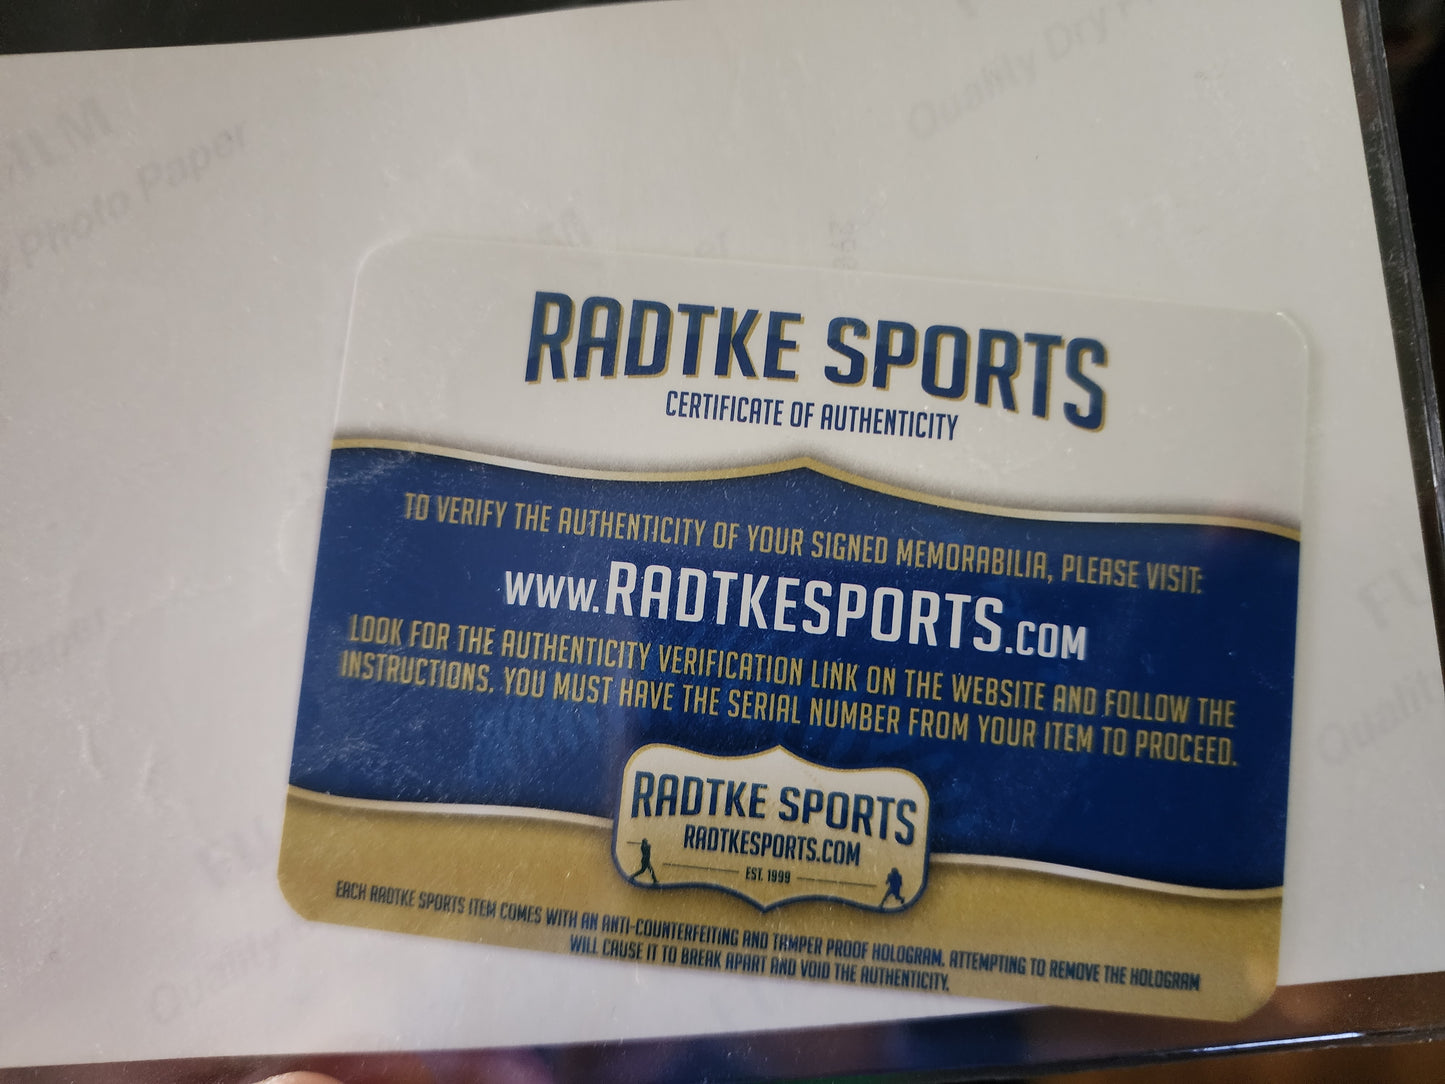 FILM
Photo Paper
Quality Dry
RADTKE SPORTS
CERTIFICATE OF AUTHENTICITY
TO VERIFY THE AUTHENTICITY OF YOUR SIGNED MEMORABILIA, PLEASE VISIT:
WWW.RADTKESPORTS.COM
LOOK FOR THE AUTHENTICITY VERIFICATION LINK ON THE WEBSITE AND FOLLOW THE
INSTRUCTIONS. YOU MUST HAVE THE SERIAL NUMBER FROM YOUR ITEM TO PROCEED.
RADTKE SPORTS
RADTKESPORTS.COM
EST. 1999
EACH RADTKE SPORTS ITEM COMES WITH AN ANTI-COUNTERFEITING AND TAMPER PROOF HOLOGRAM. ATTEMPTING TO REMOVE THE HOLOGRAM
WILL CAUSE IT TO BREAK APART AND VOID THE AUTHENTICITY.